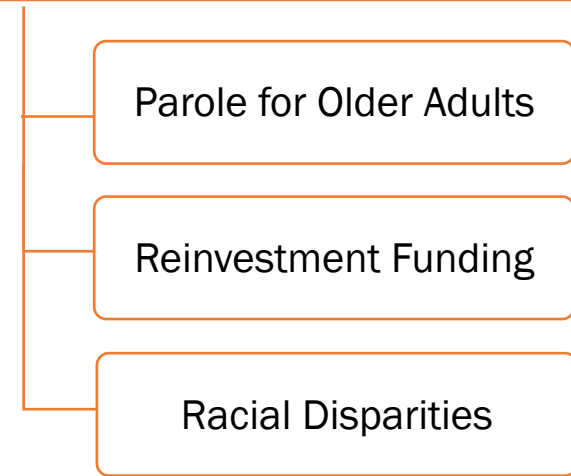 Parole for Older Adults
Reinvestment Funding
Racial Disparities